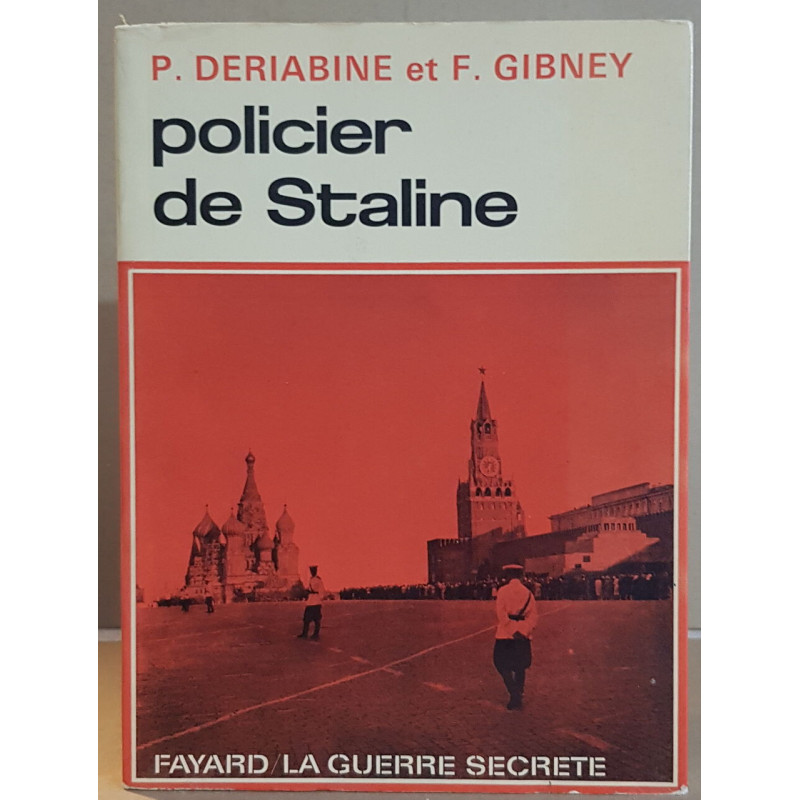 P. DERIABINE et F. GIBNEY
policier
de Staline
FAYARD/LA GUERRE SECRETE